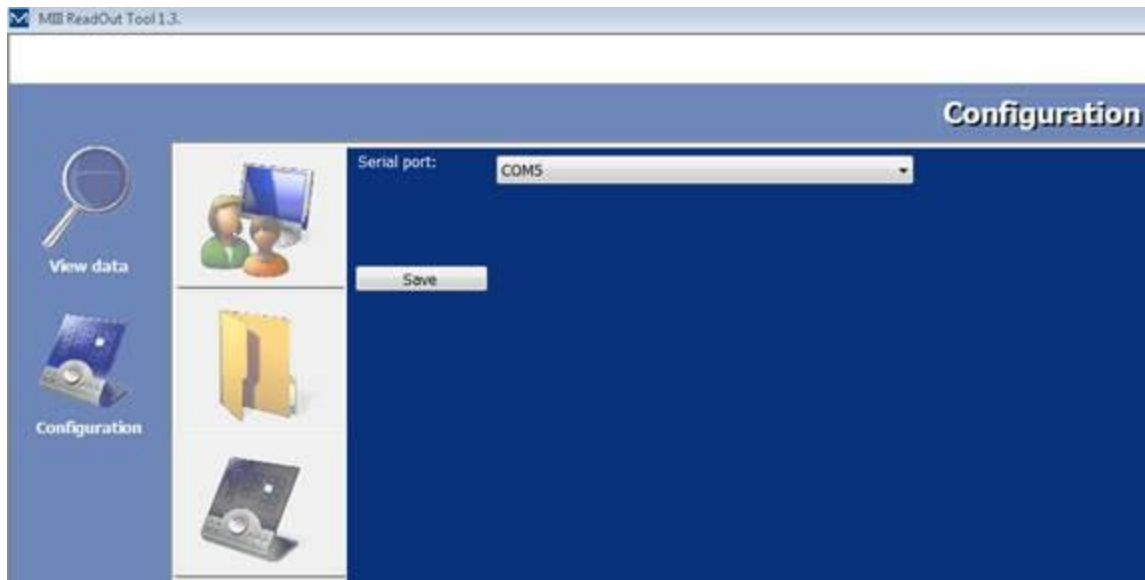 MIII ReadOut Tool 1.3.
Configuration
Serial port:
COM5
View data
Save
Configuration